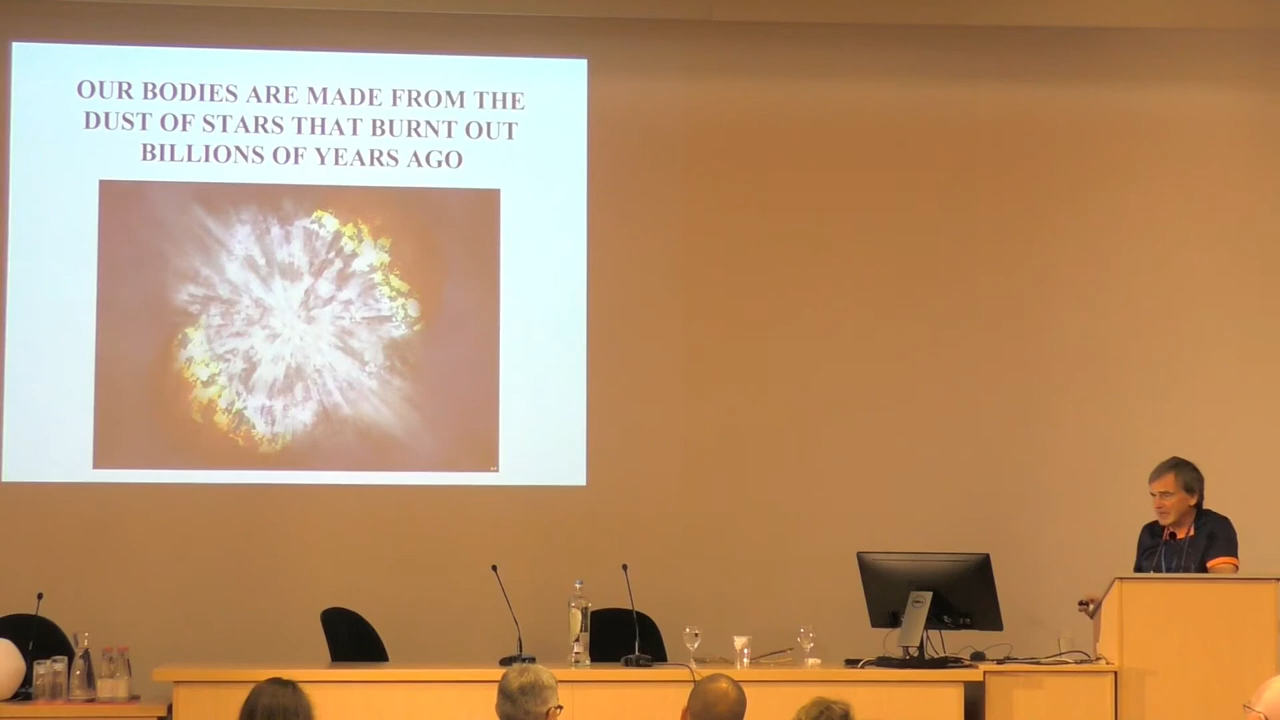 OUR BODIES ARE MADE FROM THE
DUST OF STARS THAT BURNT OUT
BILLIONS OF YEARS AGO